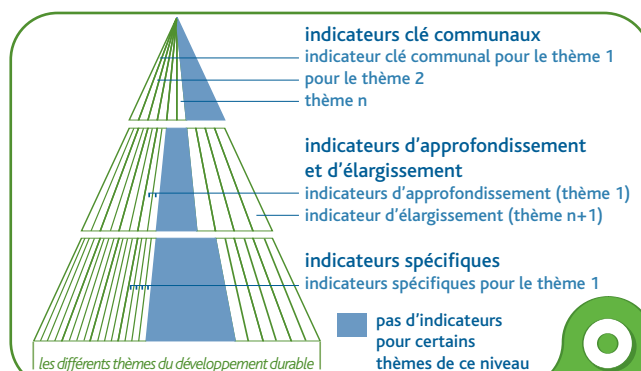 indicateurs clé communaux
indicateur clé communal pour le thème 1
pour le thème 2
thème n
indicateurs d'approfondissement
et d'élargissement
indicateurs d'approfondissement (thème 1)
indicateur d'élargissement (thème n+1)
indicateurs spécifiques
indicateurs spécifiques pour le thème 1
pas d'indicateurs
pour certains
thèmes de ce niveau
les différents thèmes du développement durable